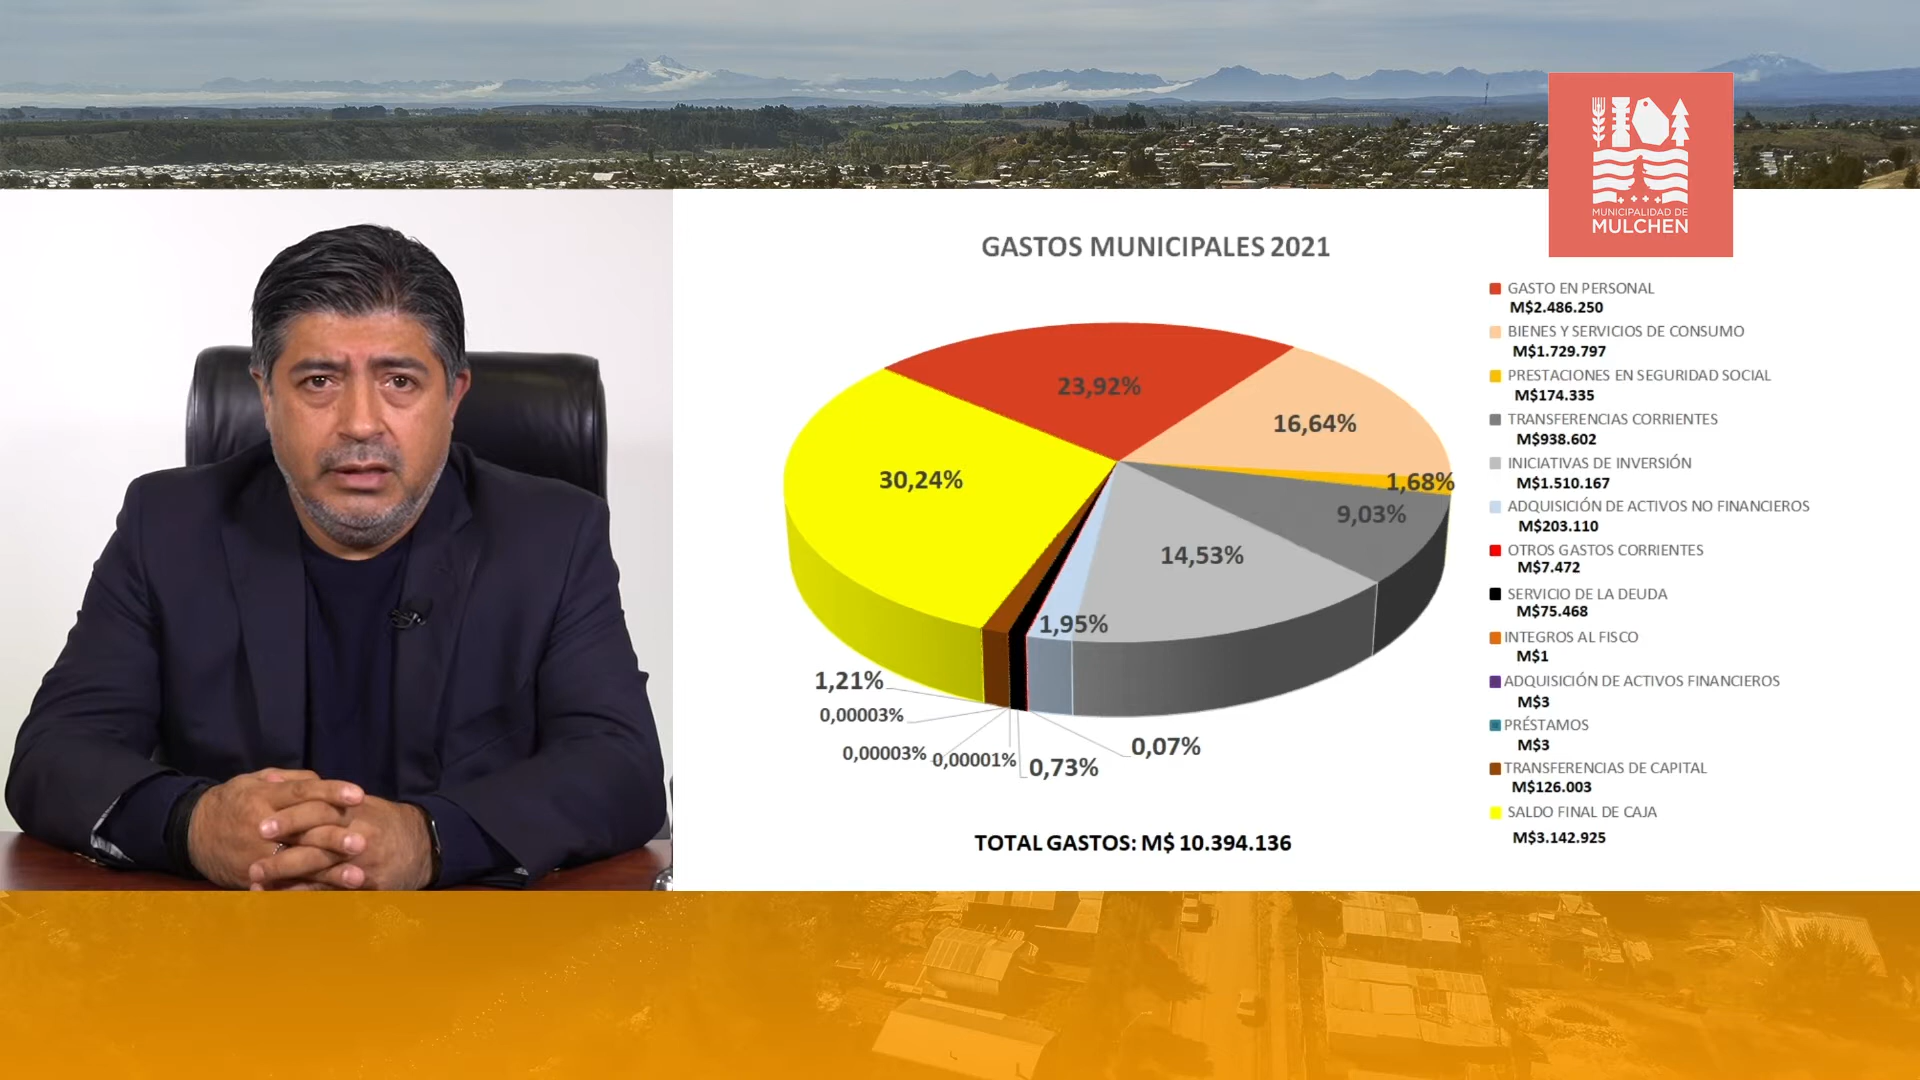 MUNICIPALIDAD DE
MULCHEN
GASTOS MUNICIPALES 2021
23,92%
16,64%
1,68%
9,03%
14,53%
1,95%
30,24%
1,21%
0,00003%
0,00003%
0,00001%
0,73%
0,07%
TOTAL GASTOS: M$ 10.394.136
GASTO EN PERSONAL
M$2.486.250
BIENES Y SERVICIOS DE CONSUMO
M$1.729.797
PRESTACIONES EN SEGURIDAD SOCIAL
M$174.335
TRANSFERENCIAS CORRIENTES
M$938.602
INICIATIVAS DE INVERSIÓN
M$1.510.167
ADQUISICIÓN DE ACTIVOS NO FINANCIEROS
M$203.110
OTROS GASTOS CORRIENTES
M$7.472
SERVICIO DE LA DEUDA
M$75.468
INTEGROS AL FISCO
M$1
ADQUISICIÓN DE ACTIVOS FINANCIEROS
M$3
PRÉSTAMOS
M$3
TRANSFERENCIAS DE CAPITAL
M$126.003
SALDO FINAL DE CAJA
M$3.142.925